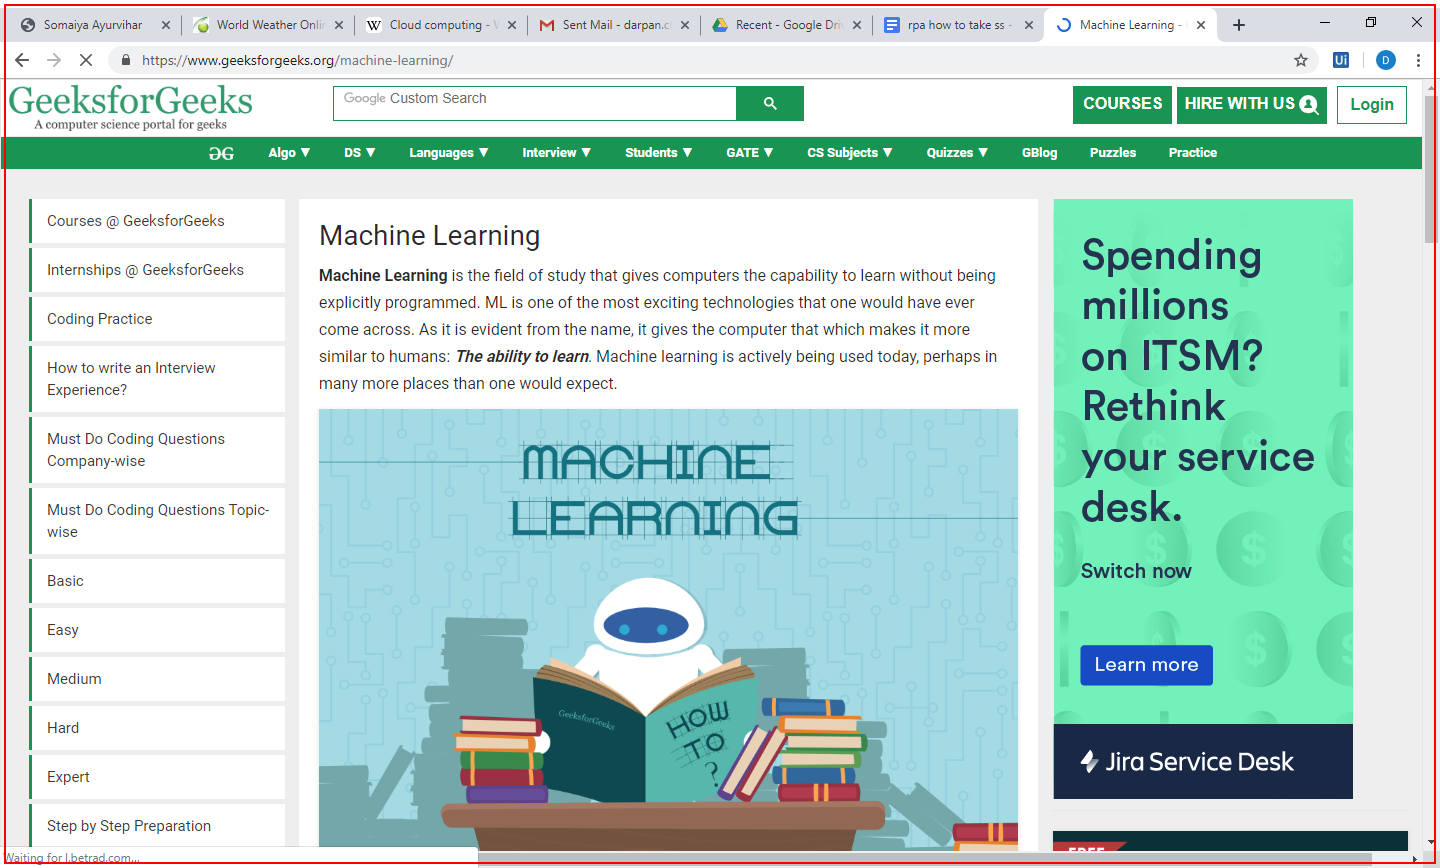 Somaiya Ayurvihar
World Weather Onlin
Cloud computing - W
Sent Mail - darpan.c
Recent - Google Driv
rpa how to take ss -
Machine Learning -
https://www.geeksforgeeks.org/machine-learning/
Ui
D
GeeksforGeeks
A computer science portal for geeks
Google Custom Search
COURSES
HIRE WITH US
Login
Algo ▼ DS ▼ Languages ▼ Interview ▼ Students ▼ GATE ▼ CS Subjects ▼ Quizzes ▼ GBlog Puzzles Practice
Courses @ GeeksforGeeks
Internships @ GeeksforGeeks
Coding Practice
How to write an Interview
Experience?
Must Do Coding Questions
Company-wise
Must Do Coding Questions Topic-
wise
Basic
Easy
Medium
Hard
Expert
Step by Step Preparation
Machine Learning
Machine Learning is the field of study that gives computers the capability to learn without being
explicitly programmed. ML is one of the most exciting technologies that one would have ever
come across. As it is evident from the name, it gives the computer that which makes it more
similar to humans: The ability to learn. Machine learning is actively being used today, perhaps in
many more places than one would expect.
MACHINE
LEARNING
GeeksforGeeks
HOW
TO
?
Spending
millions
on ITSM?
Rethink
your service
desk.
Switch now
Learn more
Jira Service Desk
FREE
Waiting for l.betrad.com...